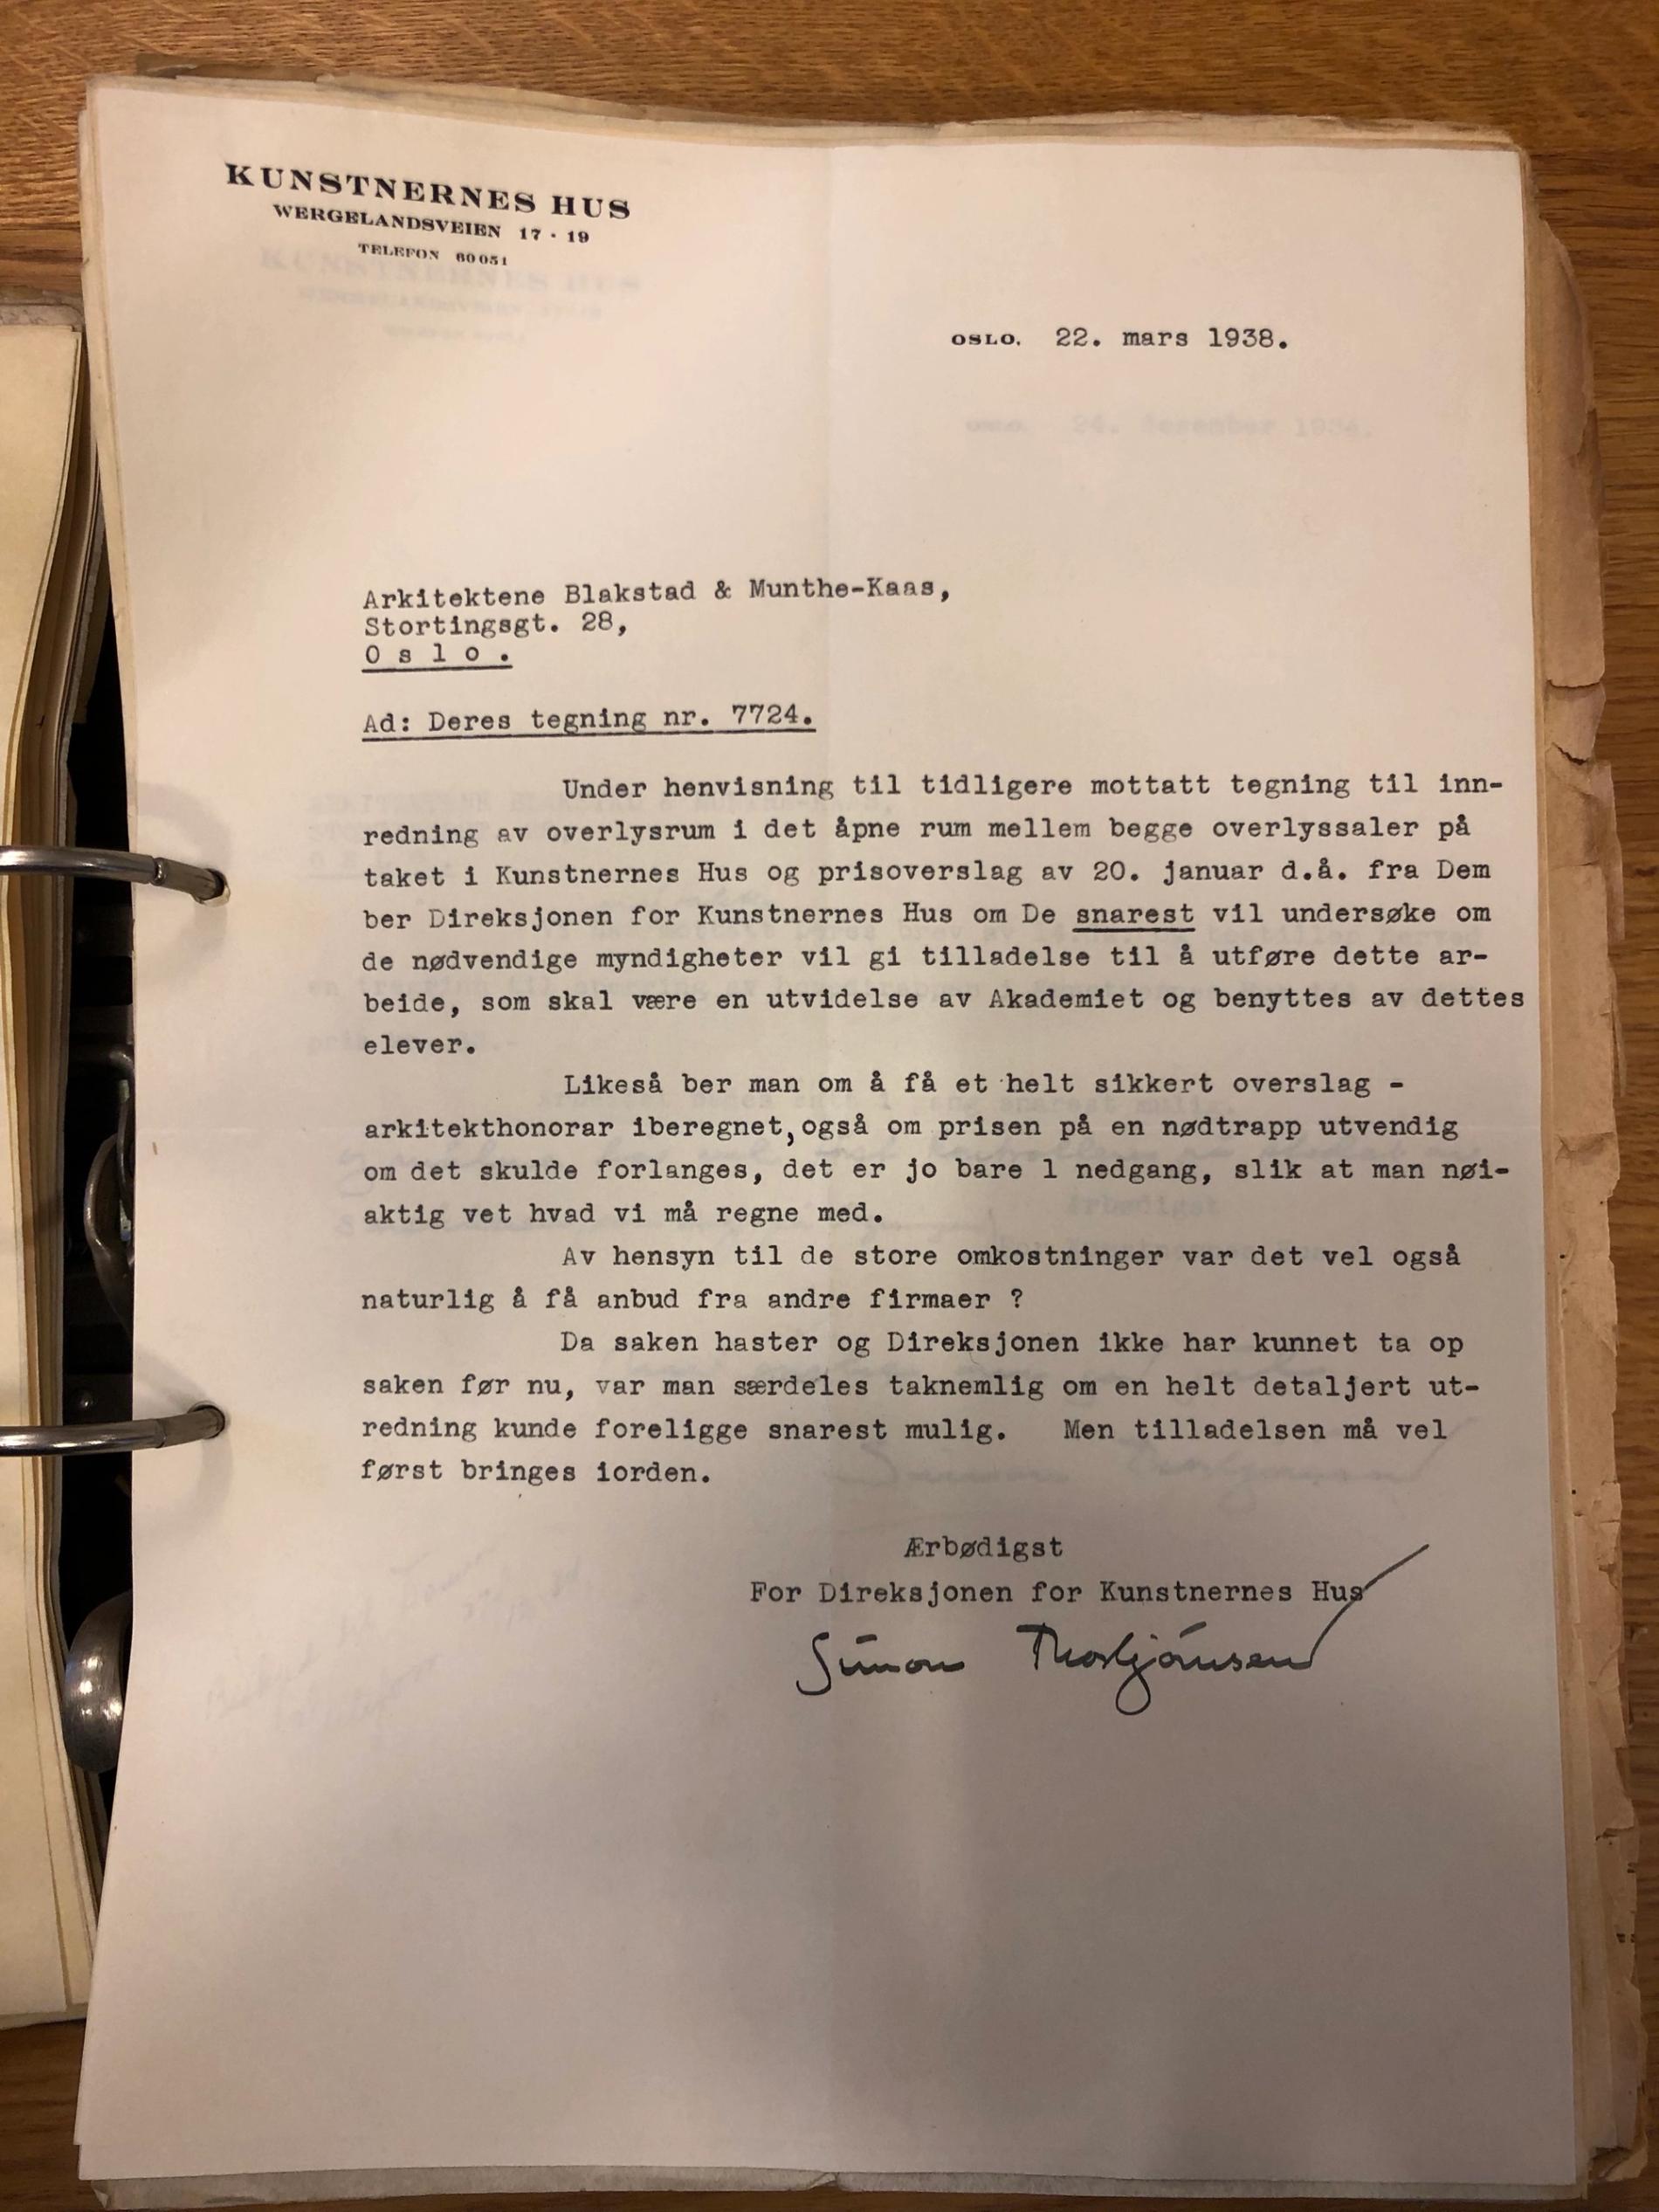 KUNSTNERNES HUS
WERGELANDSVEIEN 17 - 19
TELEFON 60051
OSLO. 22. mars 1938.
Arkitektene Blakstad & Munthe-Kaas,
Stortingsgt. 28,
O s l o .
Ad: Deres tegning nr. 7724.
Under henvisning til tidligere mottatt tegning til inn-
redning av overlysrum i det åpne rum mellem begge overlyssaler på
taket i Kunstnernes Hus og prisoverslag av 20. januar d.å. fra Dem
ber Direksjonen for Kunstnernes Hus om De snarest vil undersøke om
de nødvendige myndigheter vil gi tilladelse til å utføre dette ar-
beide, som skal være en utvidelse av Akademiet og benyttes av dettes
elever.
Likeså ber man om å få et helt sikkert overslag -
arkitekthonorar iberegnet, også om prisen på en nødtrapp utvendig
om det skulde forlanges, det er jo bare 1 nedgang, slik at man nøi-
aktig vet hvad vi må regne med.
Av hensyn til de store omkostninger var det vel også
naturlig å få anbud fra andre firmaer ?
Da saken haster og Direksjonen ikke har kunnet ta op
saken før nu, var man særdeles taknemlig om en helt detaljert ut-
redning kunde foreligge snarest mulig. Men tilladelsen må vel
først bringes iorden.
Ærbødigst
For Direksjonen for Kunstnernes Hus
Simon Thorbjörnsen